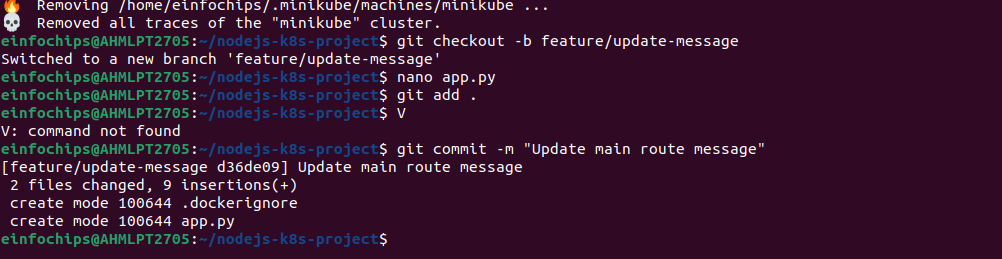 Removing /home/einfochips/.minikube/machines/minikube ...
Removed all traces of the "minikube" cluster.
einfochips@AHMLPT2705:~/nodejs-k8s-project$ git checkout -b feature/update-message
Switched to a new branch 'feature/update-message'
einfochips@AHMLPT2705:~/nodejs-k8s-project$ nano app.py
einfochips@AHMLPT2705:~/nodejs-k8s-project$ git add .
einfochips@AHMLPT2705:~/nodejs-k8s-project$ V
V: command not found
einfochips@AHMLPT2705:~/nodejs-k8s-project$ git commit -m "Update main route message"
[feature/update-message d36de09] Update main route message
 2 files changed, 9 insertions(+)
 create mode 100644 .dockerignore
 create mode 100644 app.py
einfochips@AHMLPT2705:~/nodejs-k8s-project$